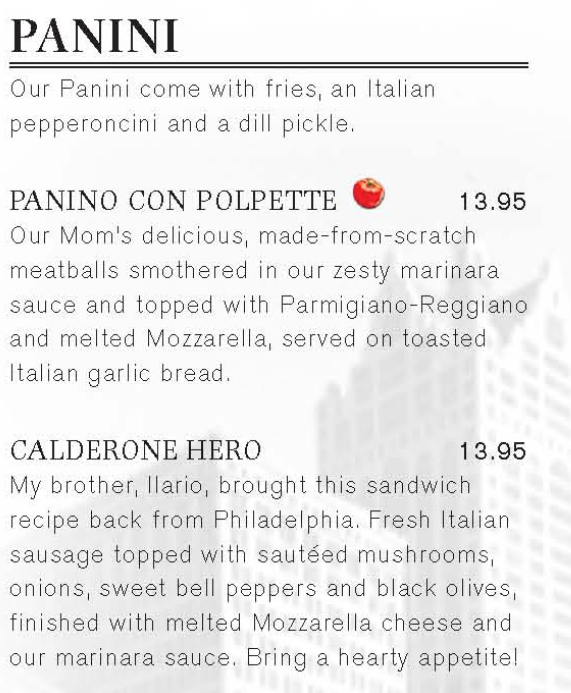 PANINI
Our Panini come with fries, an Italian
pepperoncini and a dill pickle.
PANINO CON POLPETTE 13.95
Our Mom's delicious, made-from-scratch
meatballs smothered in our zesty marinara
sauce and topped with Parmigiano-Reggiano
and melted Mozzarella, served on toasted
Italian garlic bread.
CALDERONE HERO 13.95
My brother, Ilario, brought this sandwich
recipe back from Philadelphia. Fresh Italian
sausage topped with sautéed mushrooms,
onions, sweet bell peppers and black olives,
finished with melted Mozzarella cheese and
our marinara sauce. Bring a hearty appetite!